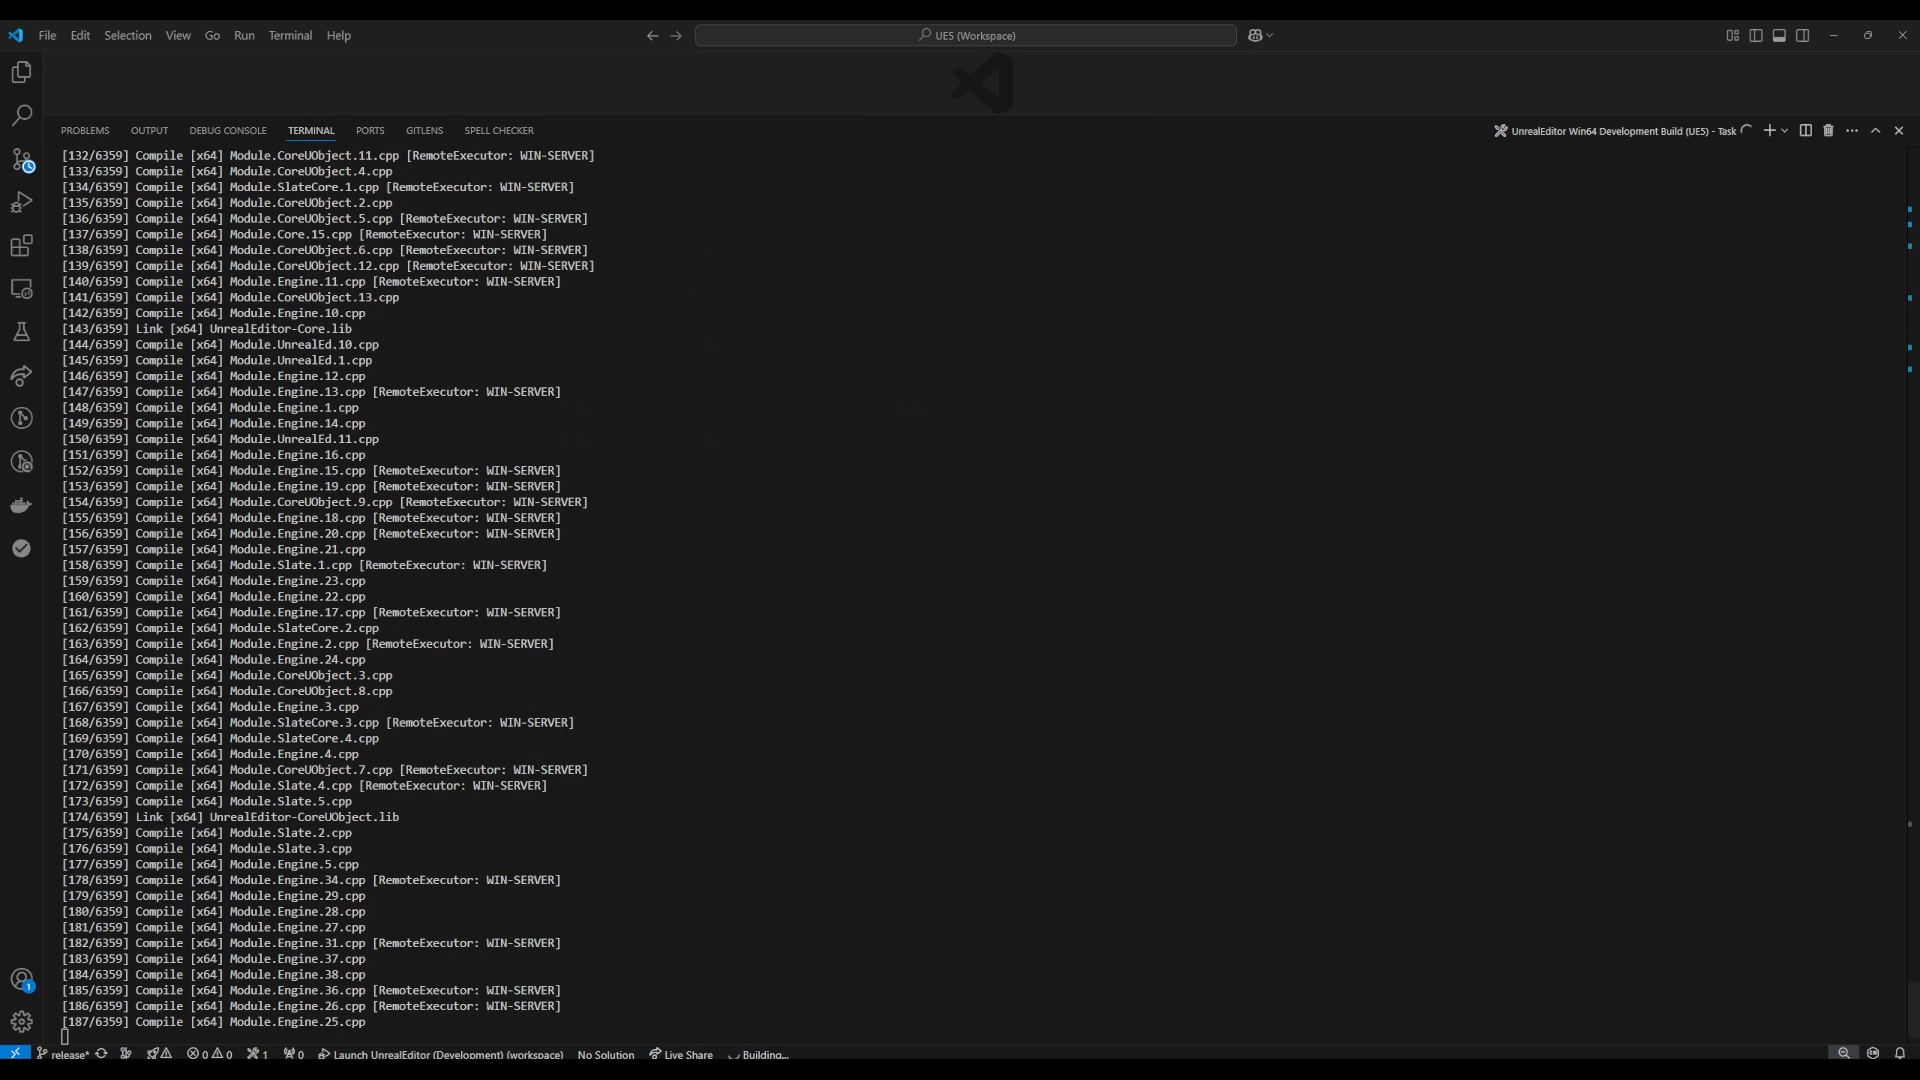 File Edit Selection View Go Run Terminal Help
UE5 (Workspace)
PROBLEMS OUTPUT DEBUG CONSOLE TERMINAL PORTS GITLENS SPELL CHECKER
UnrealEditor Win64 Development Build (UE5) - Task
[132/6359] Compile [x64] Module.CoreUObject.11.cpp [RemoteExecutor: WIN-SERVER]
[133/6359] Compile [x64] Module.CoreUObject.4.cpp
[134/6359] Compile [x64] Module.SlateCore.1.cpp [RemoteExecutor: WIN-SERVER]
[135/6359] Compile [x64] Module.CoreUObject.2.cpp
[136/6359] Compile [x64] Module.CoreUObject.5.cpp [RemoteExecutor: WIN-SERVER]
[137/6359] Compile [x64] Module.Core.15.cpp [RemoteExecutor: WIN-SERVER]
[138/6359] Compile [x64] Module.CoreUObject.6.cpp [RemoteExecutor: WIN-SERVER]
[139/6359] Compile [x64] Module.CoreUObject.12.cpp [RemoteExecutor: WIN-SERVER]
[140/6359] Compile [x64] Module.Engine.11.cpp [RemoteExecutor: WIN-SERVER]
[141/6359] Compile [x64] Module.CoreUObject.13.cpp
[142/6359] Compile [x64] Module.Engine.10.cpp
[143/6359] Link [x64] UnrealEditor-Core.lib
[144/6359] Compile [x64] Module.UnrealEd.10.cpp
[145/6359] Compile [x64] Module.UnrealEd.1.cpp
[146/6359] Compile [x64] Module.Engine.12.cpp
[147/6359] Compile [x64] Module.Engine.13.cpp [RemoteExecutor: WIN-SERVER]
[148/6359] Compile [x64] Module.Engine.1.cpp
[149/6359] Compile [x64] Module.Engine.14.cpp
[150/6359] Compile [x64] Module.UnrealEd.11.cpp
[151/6359] Compile [x64] Module.Engine.16.cpp
[152/6359] Compile [x64] Module.Engine.15.cpp [RemoteExecutor: WIN-SERVER]
[153/6359] Compile [x64] Module.Engine.19.cpp [RemoteExecutor: WIN-SERVER]
[154/6359] Compile [x64] Module.CoreUObject.9.cpp [RemoteExecutor: WIN-SERVER]
[155/6359] Compile [x64] Module.Engine.18.cpp [RemoteExecutor: WIN-SERVER]
[156/6359] Compile [x64] Module.Engine.20.cpp [RemoteExecutor: WIN-SERVER]
[157/6359] Compile [x64] Module.Engine.21.cpp
[158/6359] Compile [x64] Module.Slate.1.cpp [RemoteExecutor: WIN-SERVER]
[159/6359] Compile [x64] Module.Engine.23.cpp
[160/6359] Compile [x64] Module.Engine.22.cpp
[161/6359] Compile [x64] Module.Engine.17.cpp [RemoteExecutor: WIN-SERVER]
[162/6359] Compile [x64] Module.SlateCore.2.cpp
[163/6359] Compile [x64] Module.Engine.2.cpp [RemoteExecutor: WIN-SERVER]
[164/6359] Compile [x64] Module.Engine.24.cpp
[165/6359] Compile [x64] Module.CoreUObject.3.cpp
[166/6359] Compile [x64] Module.CoreUObject.8.cpp
[167/6359] Compile [x64] Module.Engine.3.cpp
[168/6359] Compile [x64] Module.SlateCore.3.cpp [RemoteExecutor: WIN-SERVER]
[169/6359] Compile [x64] Module.SlateCore.4.cpp
[170/6359] Compile [x64] Module.Engine.4.cpp
[171/6359] Compile [x64] Module.CoreUObject.7.cpp [RemoteExecutor: WIN-SERVER]
[172/6359] Compile [x64] Module.Slate.4.cpp [RemoteExecutor: WIN-SERVER]
[173/6359] Compile [x64] Module.Slate.5.cpp
[174/6359] Link [x64] UnrealEditor-CoreUObject.lib
[175/6359] Compile [x64] Module.Slate.2.cpp
[176/6359] Compile [x64] Module.Slate.3.cpp
[177/6359] Compile [x64] Module.Engine.5.cpp
[178/6359] Compile [x64] Module.Engine.34.cpp [RemoteExecutor: WIN-SERVER]
[179/6359] Compile [x64] Module.Engine.29.cpp
[180/6359] Compile [x64] Module.Engine.28.cpp
[181/6359] Compile [x64] Module.Engine.27.cpp
[182/6359] Compile [x64] Module.Engine.31.cpp [RemoteExecutor: WIN-SERVER]
[183/6359] Compile [x64] Module.Engine.37.cpp
[184/6359] Compile [x64] Module.Engine.38.cpp
[185/6359] Compile [x64] Module.Engine.36.cpp [RemoteExecutor: WIN-SERVER]
[186/6359] Compile [x64] Module.Engine.26.cpp [RemoteExecutor: WIN-SERVER]
[187/6359] Compile [x64] Module.Engine.25.cpp
1
release* 0 0 1 0 Launch UnrealEditor (Development) (workspace) No Solution Live Share Building...